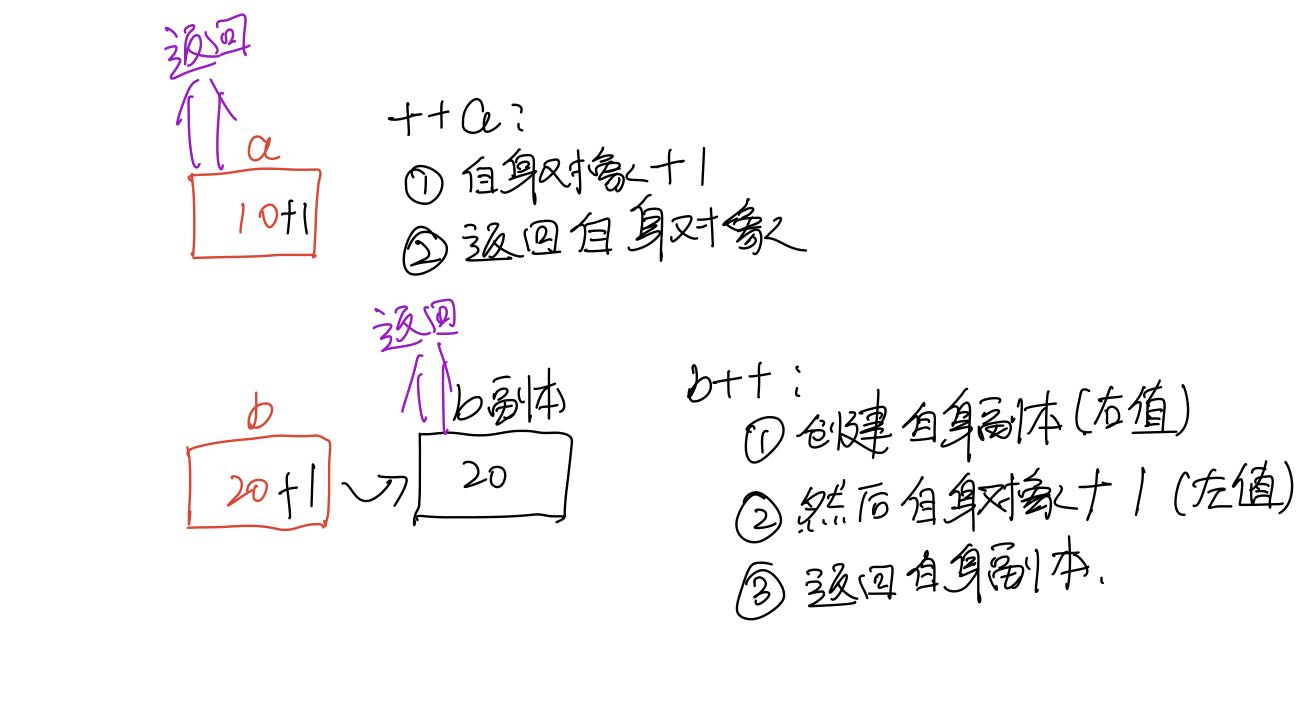 返回
a
10+1
++a:
① 自身对象+1
② 返回自身对象
返回
b
20+1
b副本
20
b++:
① 创建自身副本(右值)
② 然后自身对象+1(左值)
③ 返回自身副本.